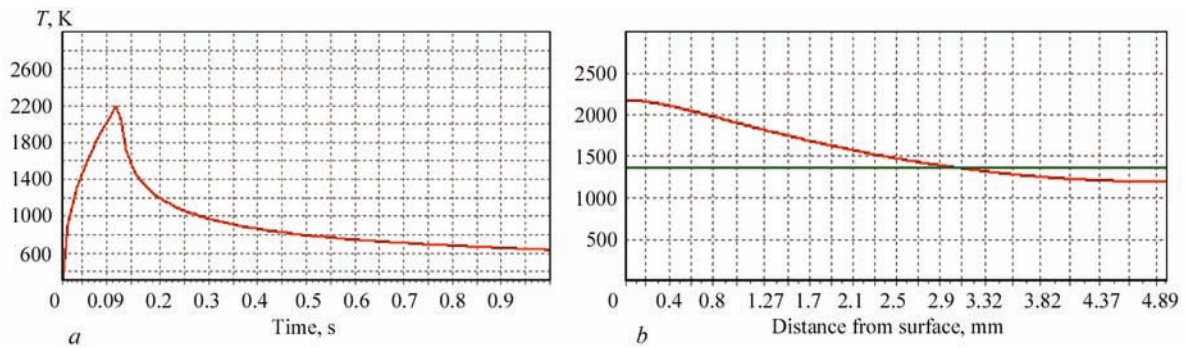 T, K
2600
2200
1800
1400
1000
600
0 0.09 0.2 0.3 0.4 0.5 0.6 0.7 0.8 0.9
Time, s
a
2500
2000
1500
1000
500
0 0.4 0.8 1.27 1.7 2.1 2.5 2.9 3.32 3.82 4.37 4.89
Distance from surface, mm
b